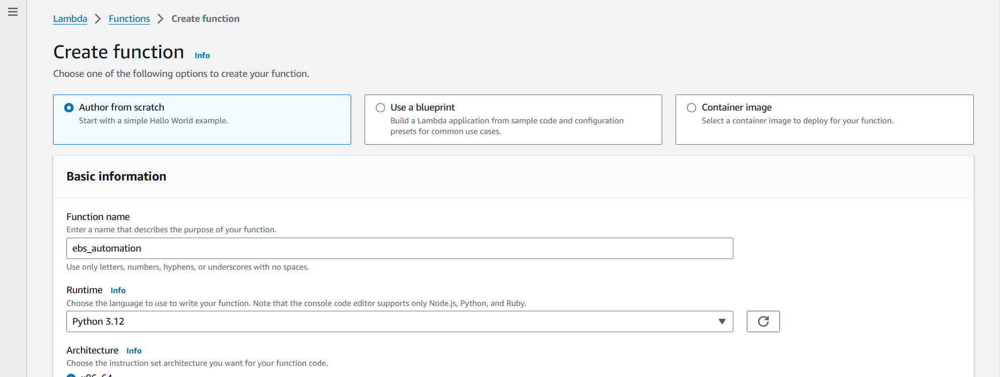 Lambda > Functions > Create function
Create function Info
Choose one of the following options to create your function.
Author from scratch
Start with a simple Hello World example.
Use a blueprint
Build a Lambda application from sample code and configuration
presets for common use cases.
Container image
Select a container image to deploy for your function.
Basic information
Function name
Enter a name that describes the purpose of your function.
ebs_automation
Use only letters, numbers, hyphens, or underscores with no spaces.
Runtime Info
Choose the language to use to write your function. Note that the console code editor supports only Node.js, Python, and Ruby.
Python 3.12
Architecture Info
Choose the instruction set architecture you want for your function code.
x86_64